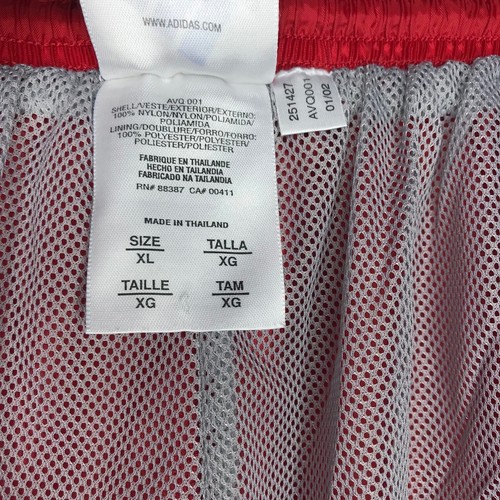 WWW.ADIDAS.COM
AVQ 001
SHELL/VESTE/EXTERIOR/EXTERNO:
100% NYLON/NYLON/POLIAMIDA/
POLIAMIDA
LINING/DOUBLURE/FORRO/FORRO:
100% POLYESTER/POLYESTER/
POLIESTER/POLIESTER
FABRIQUE EN THAILANDE
HECHO EN TAILANDIA
FABRICADO NA TAILANDIA
RN# 88387 CA# 00411
MADE IN THAILAND
SIZE TALLA
XL XG
TAILLE TAM
XG XG
251427
AVQ001
01/02